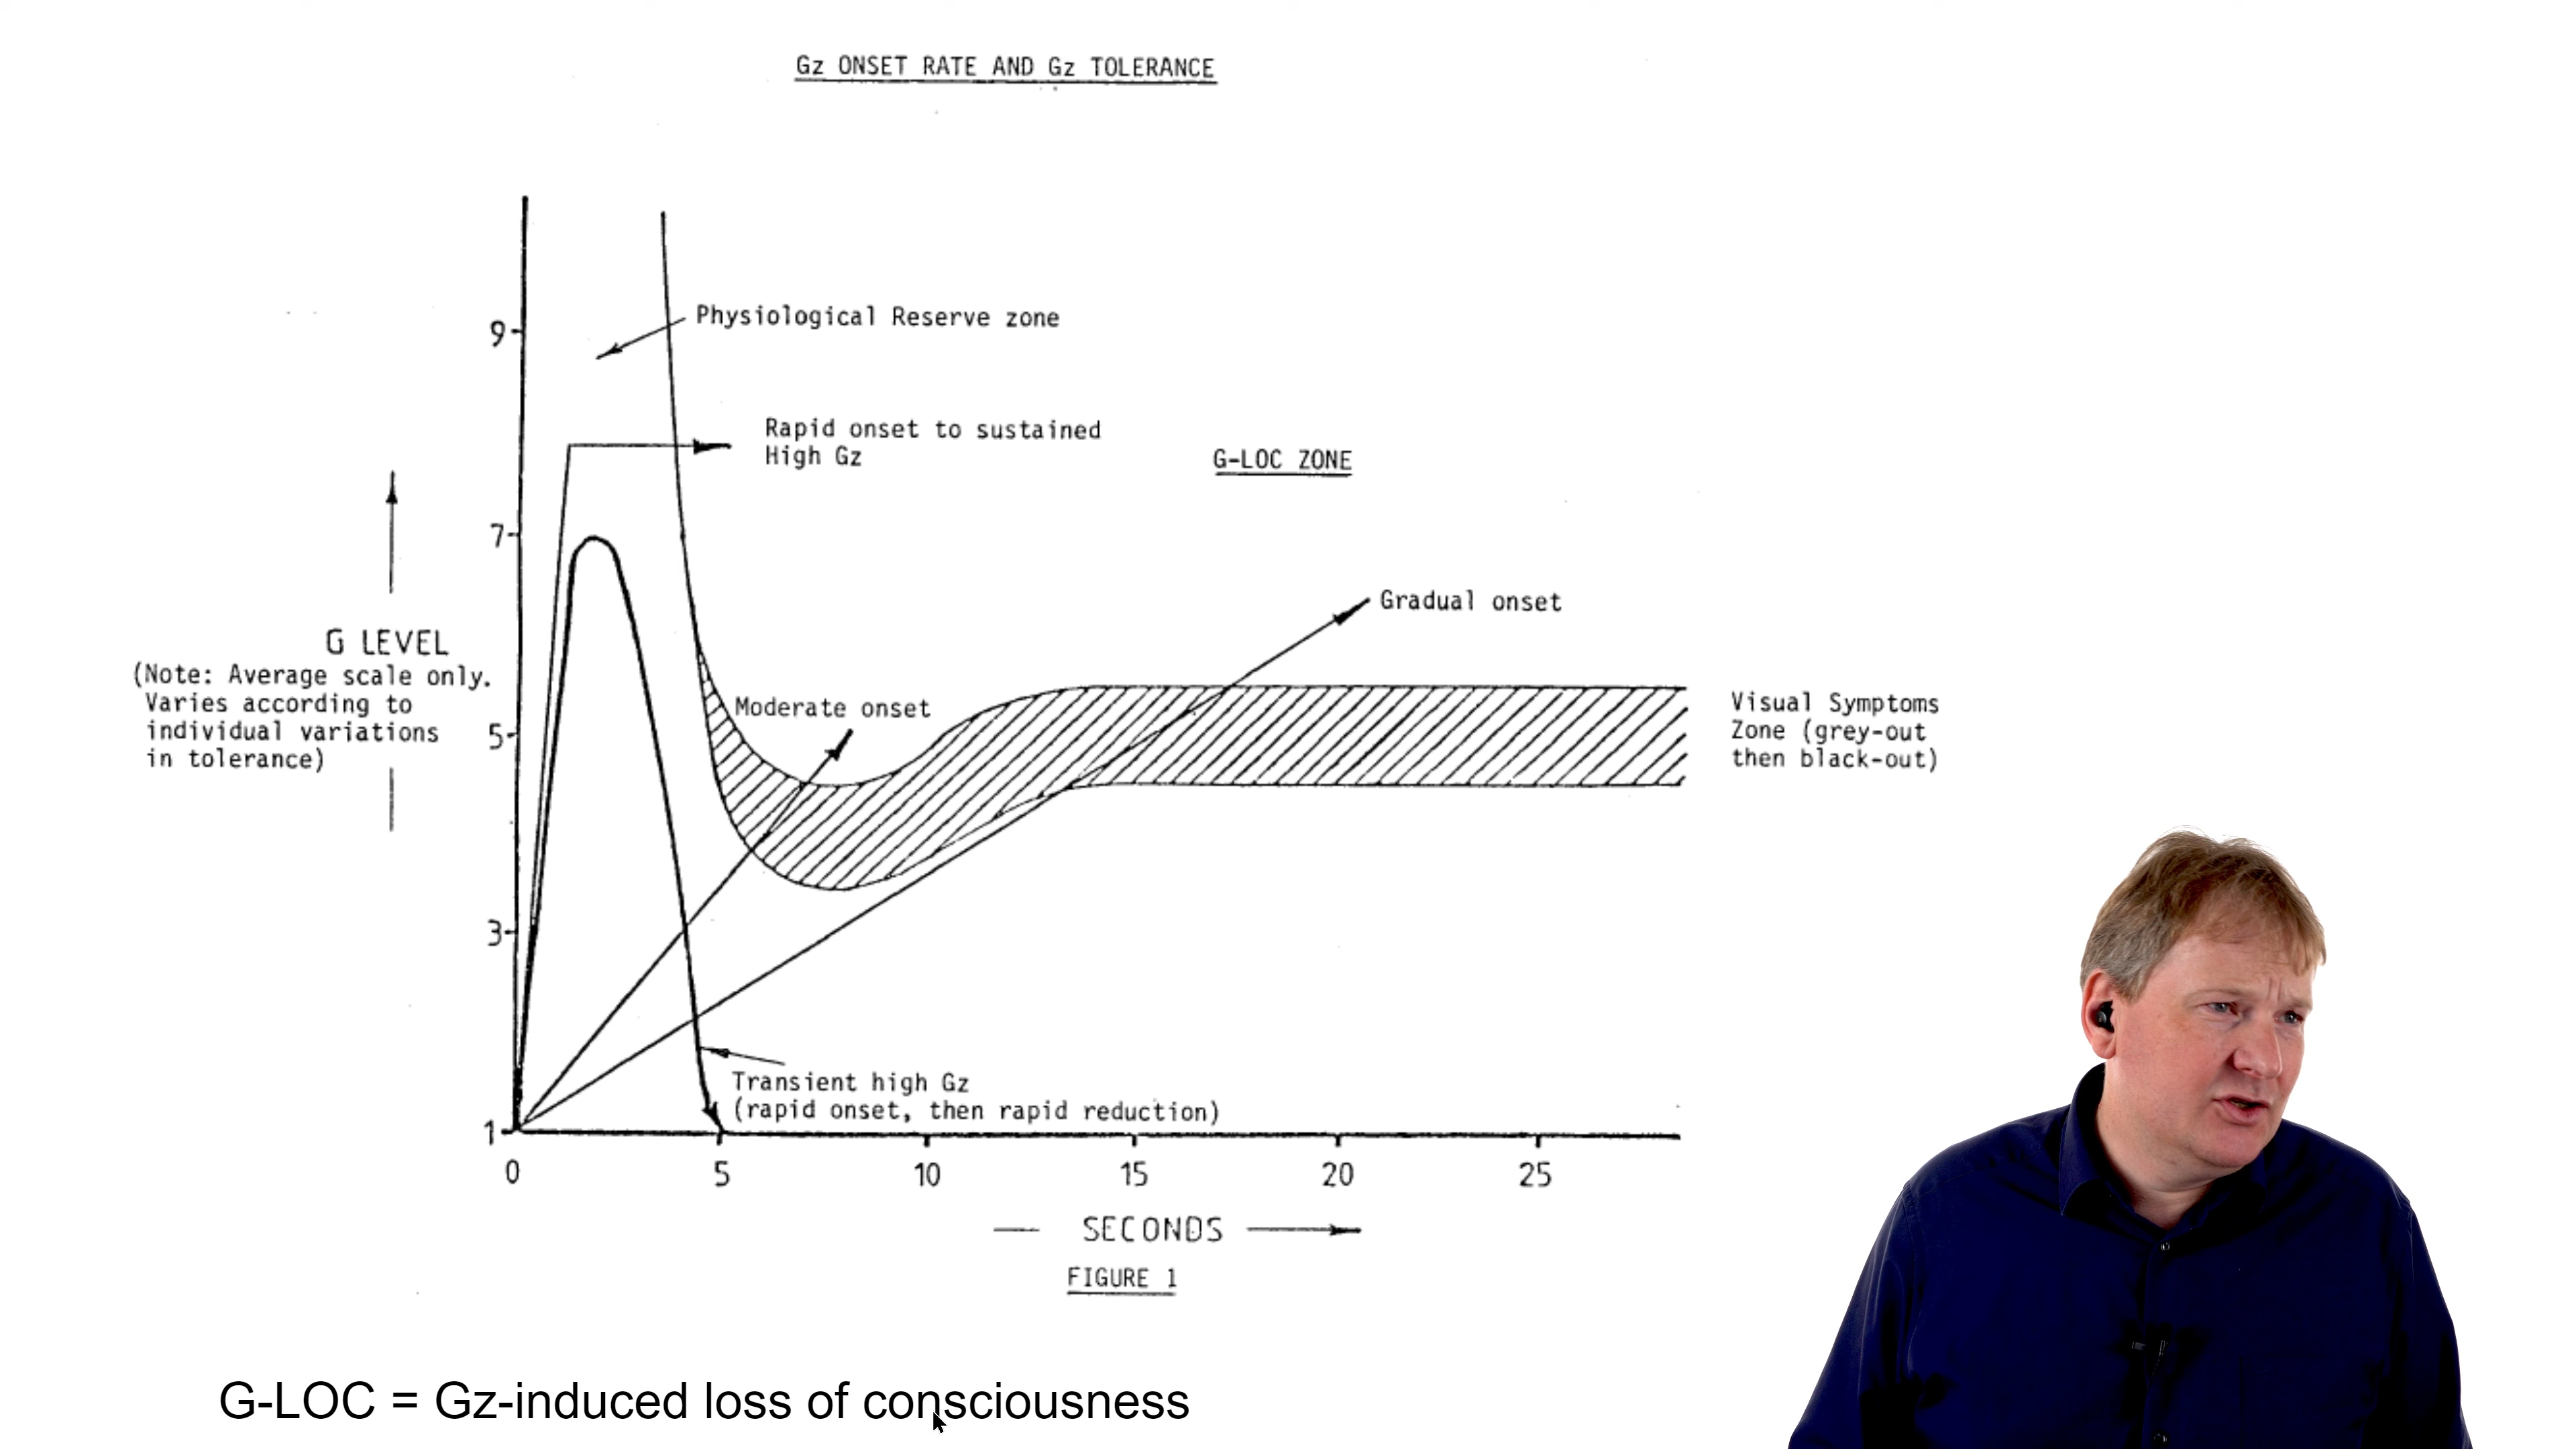 Gz ONSET RATE AND Gz TOLERANCE
9
Physiological Reserve zone
Rapid onset to sustained
High Gz
G-LOC ZONE
7
Gradual onset
G LEVEL
(Note: Average scale only.
Varies according to
individual variations
in tolerance)
Moderate onset
5
Visual Symptoms
Zone (grey-out
then black-out)
3
Transient high Gz
(rapid onset, then rapid reduction)
1
0 5 10 15 20 25
SECONDS
FIGURE 1
G-LOC = Gz-induced loss of consciousness